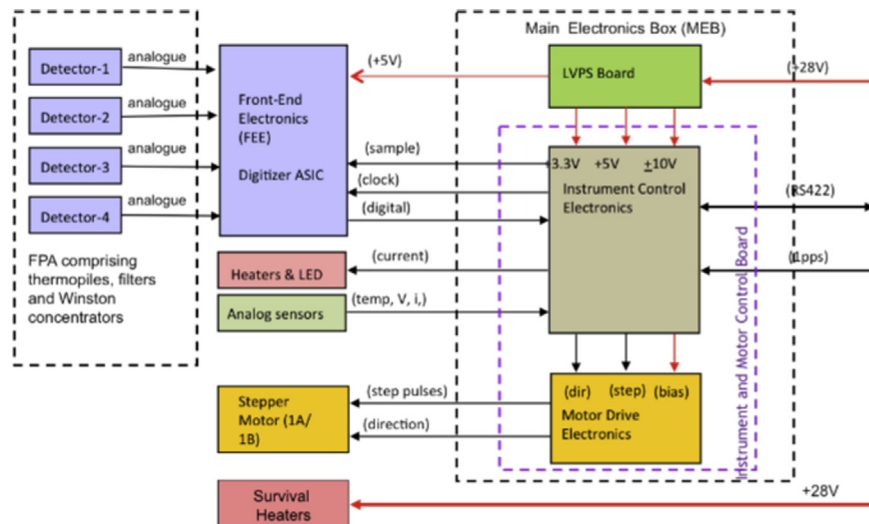 Main Electronics Box (MEB)
Detector-1
analogue
Detector-2
analogue
Detector-3
analogue
Detector-4
analogue
FPA comprising
thermopiles, filters
and Winston
concentrators
Front-End
Electronics
(FEE)
Digitizer ASIC
(+5V)
LVPS Board
(+28V)
(sample)
(clock)
(digital)
+3.3V +5V ±10V
Instrument Control
Electronics
(RS422)
(1pps)
Heaters & LED
(current)
Analog sensors
(temp, V, i,)
Instrument and Motor Control Board
Stepper
Motor (1A/
1B)
(step pulses)
(direction)
(dir) (step) (bias)
Motor Drive
Electronics
Survival
Heaters
+28V